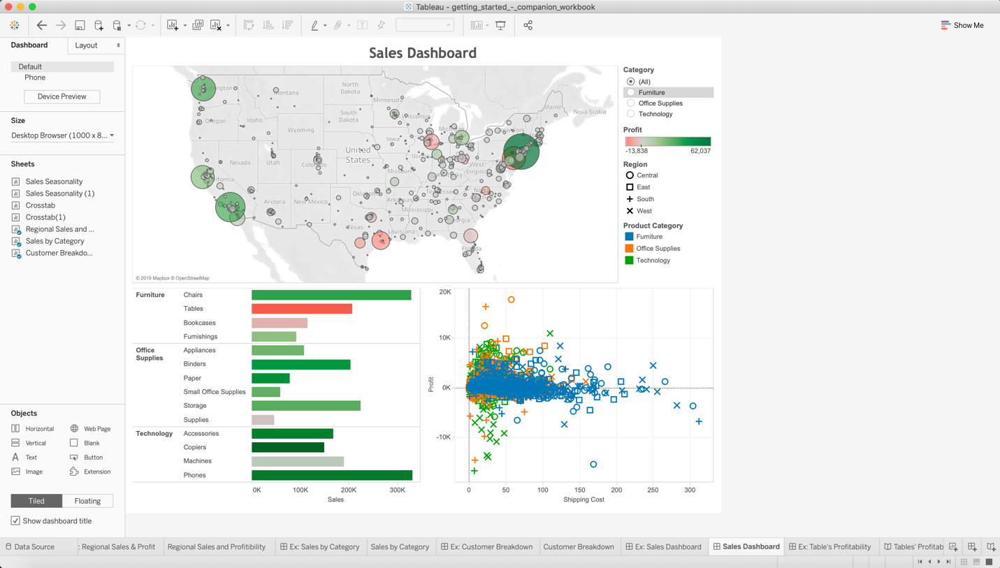 Tableau - getting_started_-_companion_workbook
Show Me
Dashboard
Layout
Default
Phone
Device Preview
Size
Desktop Browser (1000 x 8...
Sheets
Sales Seasonality
Sales Seasonality (1)
Crosstab
Crosstab(1)
Regional Sales and ...
Sales by Category
Customer Breakdo...
Objects
Horizontal
Web Page
Vertical
Blank
Text
Button
Image
Extension
Tiled
Floating
Show dashboard title
Sales Dashboard
Montana
North
Dakota
Minnesota
Maine
Nova Scotia
Oregon
Idaho
South
Dakota
Wisconsin
Wyoming
Iowa
United
States
Nevada
Utah
West
Virginia
Missouri
Arizona
New Mexico
Arkansas
Mississippi
Texas
Louisiana
Florida
© 2019 Mapbox © OpenStreetMap
Category
(All)
Furniture
Office Supplies
Technology
Profit
-13,838
62,037
Region
Central
East
South
West
Product Category
Furniture
Office Supplies
Technology
Furniture
Chairs
Tables
Bookcases
Furnishings
Office
Supplies
Appliances
Binders
Paper
Small Office Supplies
Storage
Supplies
Technology
Accessories
Copiers
Machines
Phones
0K
100K
200K
300K
Sales
20K
10K
0K
-10K
Profit
0
50
100
150
200
250
300
Shipping Cost
Data Source
: Regional Sales & Profit
Regional Sales and Profitibility
Ex: Sales by Category
Sales by Category
Ex: Customer Breakdown
Customer Breakdown
Ex: Sales Dashboard
Sales Dashboard
Ex: Table's Profitability
Tables' Profitab